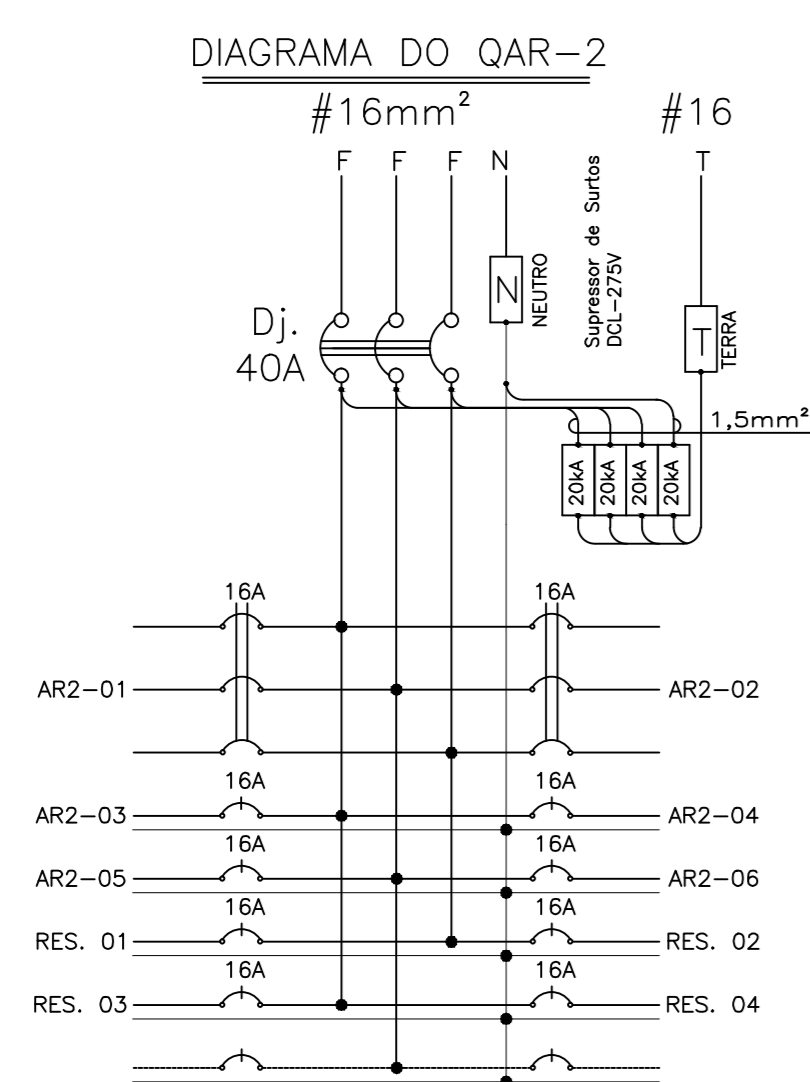 DIAGRAMA DO QAR-2
#16mm² #16
F F F N T
Supressor de Surtos
DCL-275V
N NEUTRO
T TERRA
Dj.
40A
1,5mm²
20kA 20kA 20kA 20kA
16A 16A
AR2-01 AR2-02
16A 16A
AR2-03 AR2-04
16A 16A
AR2-05 AR2-06
16A 16A
RES. 01 RES. 02
16A 16A
RES. 03 RES. 04